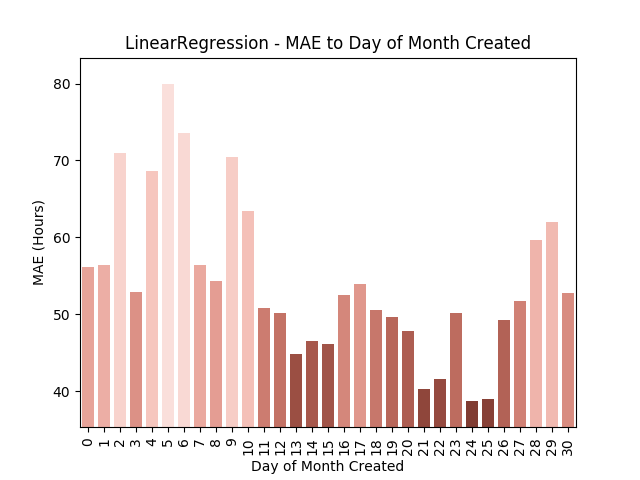 LinearRegression - MAE to Day of Month Created
MAE (Hours)
80
70
60
50
40
0 1 2 3 4 5 6 7 8 9 10 11 12 13 14 15 16 17 18 19 20 21 22 23 24 25 26 27 28 29 30
Day of Month Created